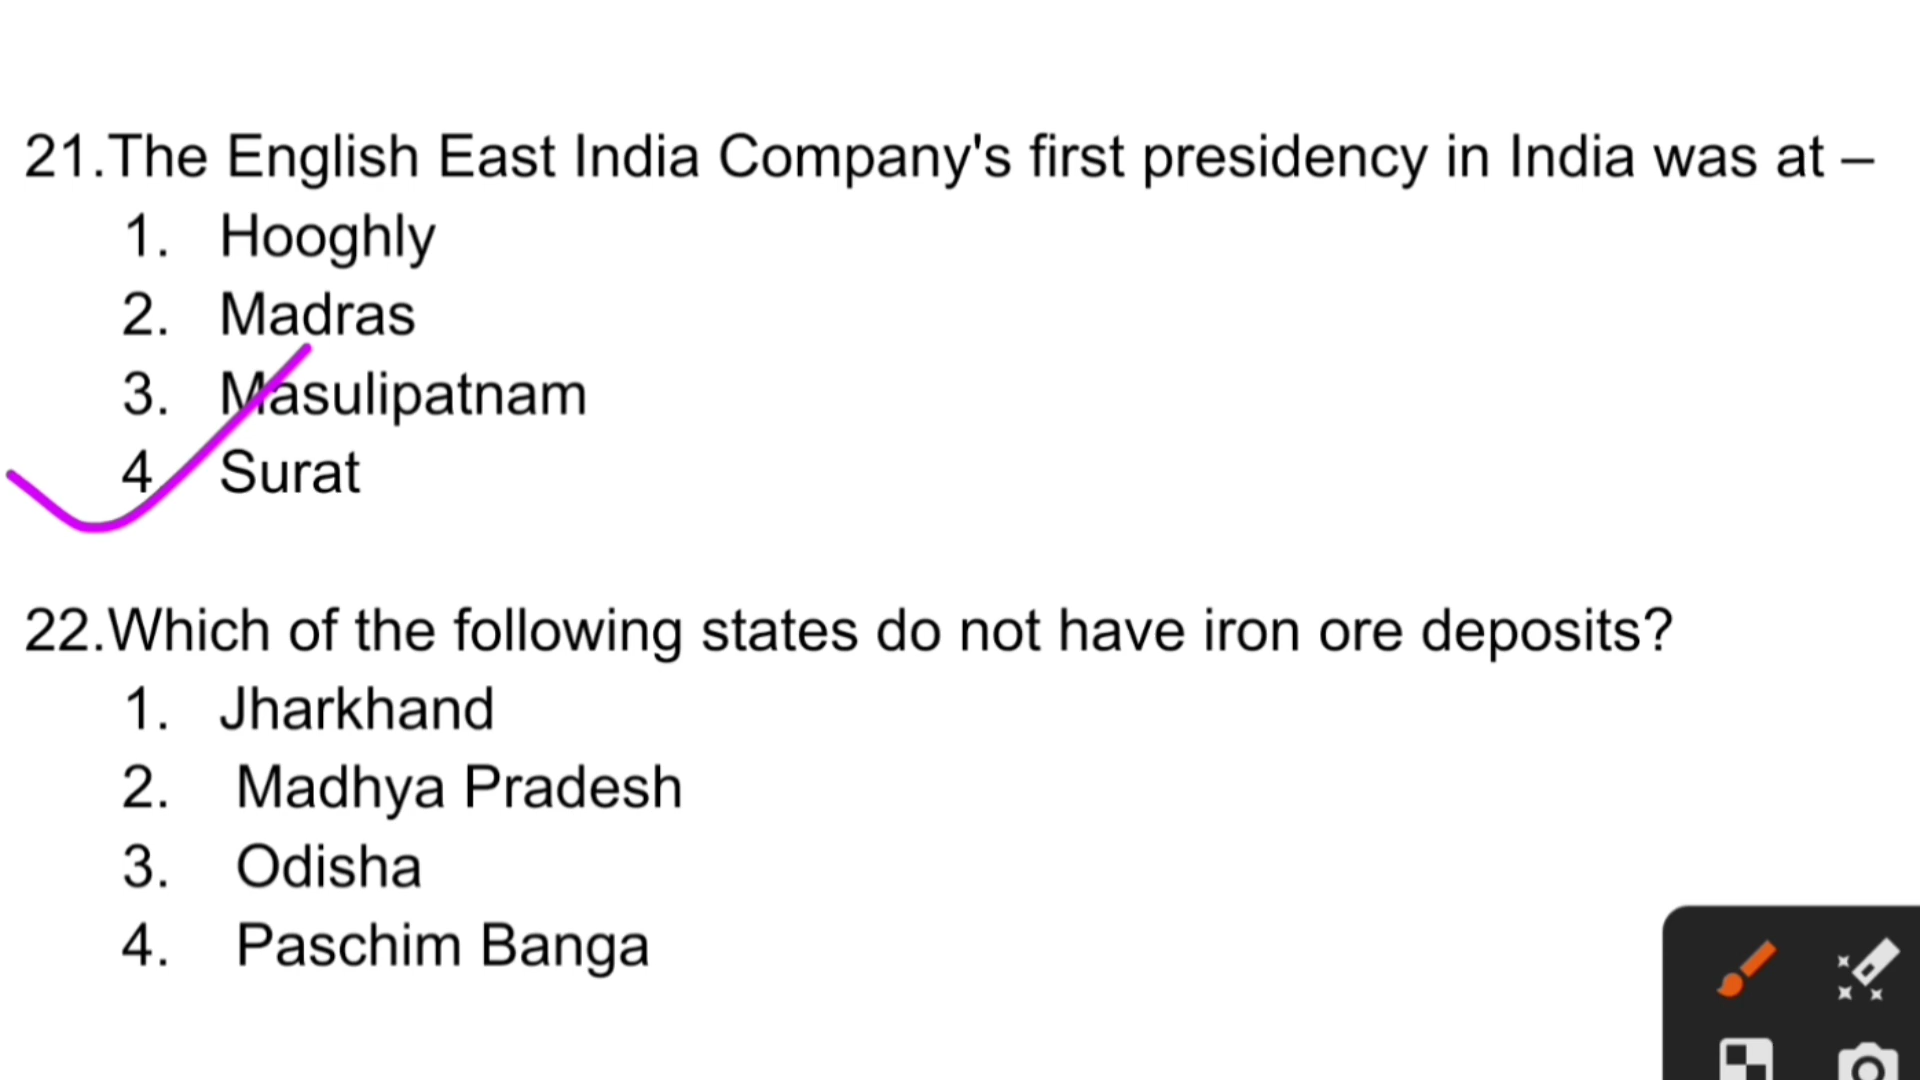 21.The English East India Company's first presidency in India was at –
1. Hooghly
2. Madras
3. Masulipatnam
4 Surat
22.Which of the following states do not have iron ore deposits?
1. Jharkhand
2. Madhya Pradesh
3. Odisha
4. Paschim Banga